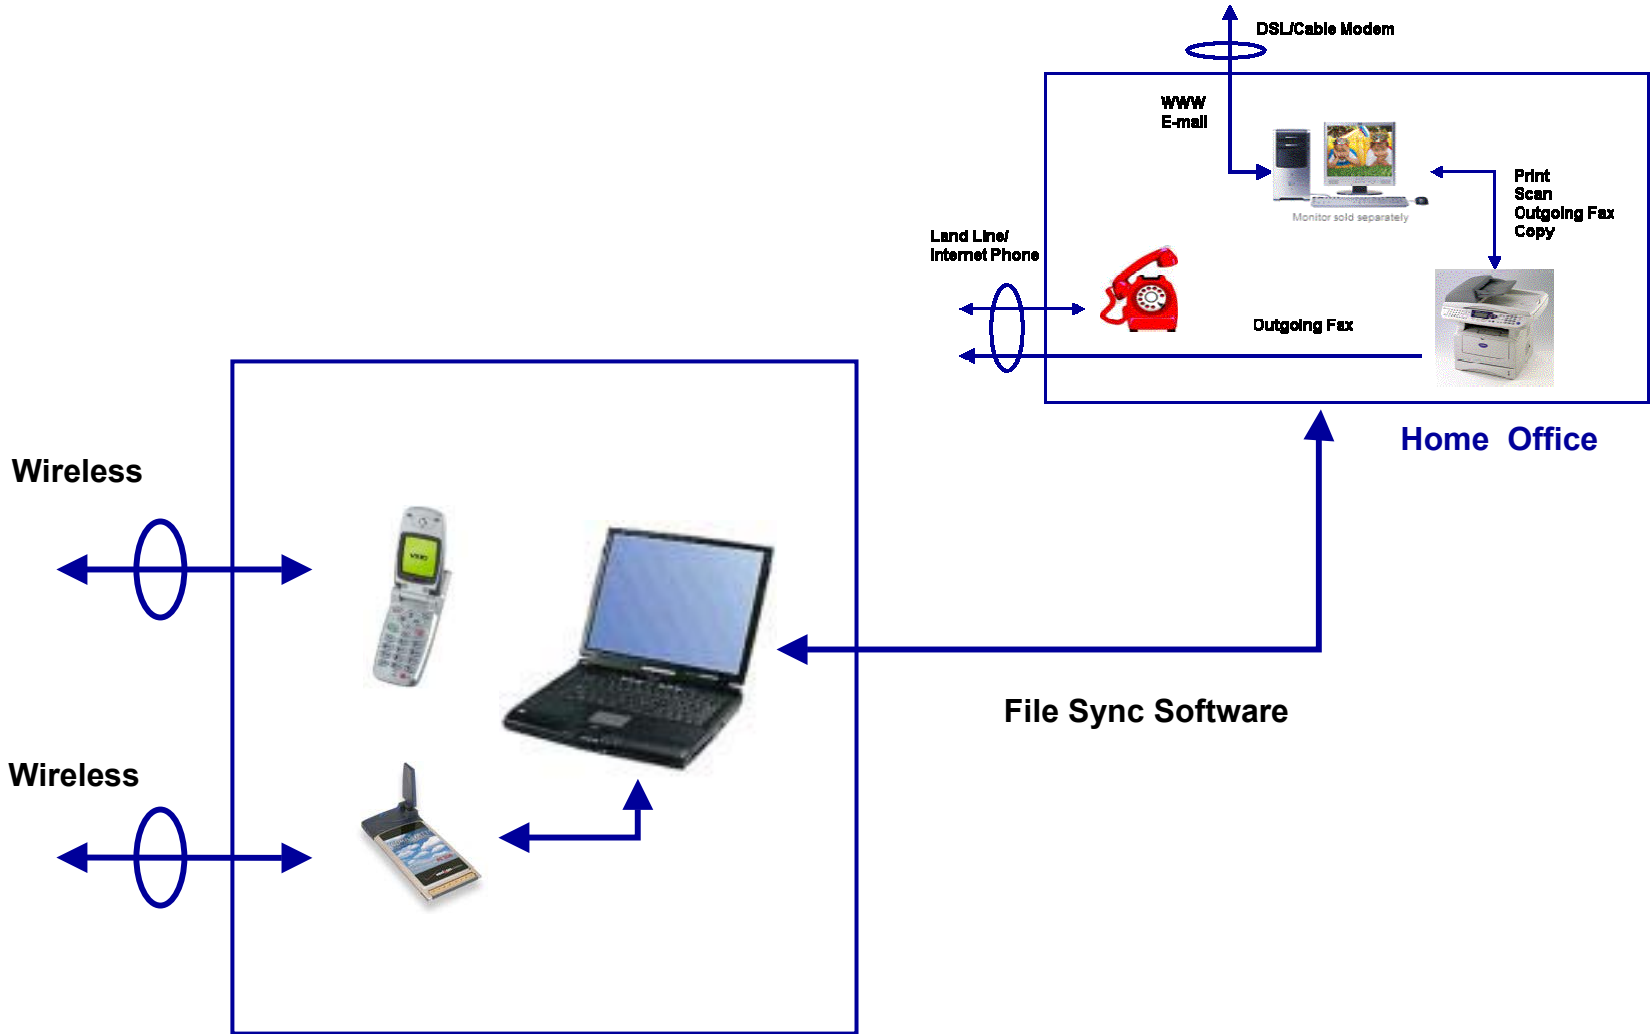 DSL/Cable Modem
WWW
E-mail
Print
Scan
Outgoing Fax
Copy
Monitor sold separately
Land Line/
Internet Phone
Outgoing Fax
Home Office
Wireless
File Sync Software
Wireless